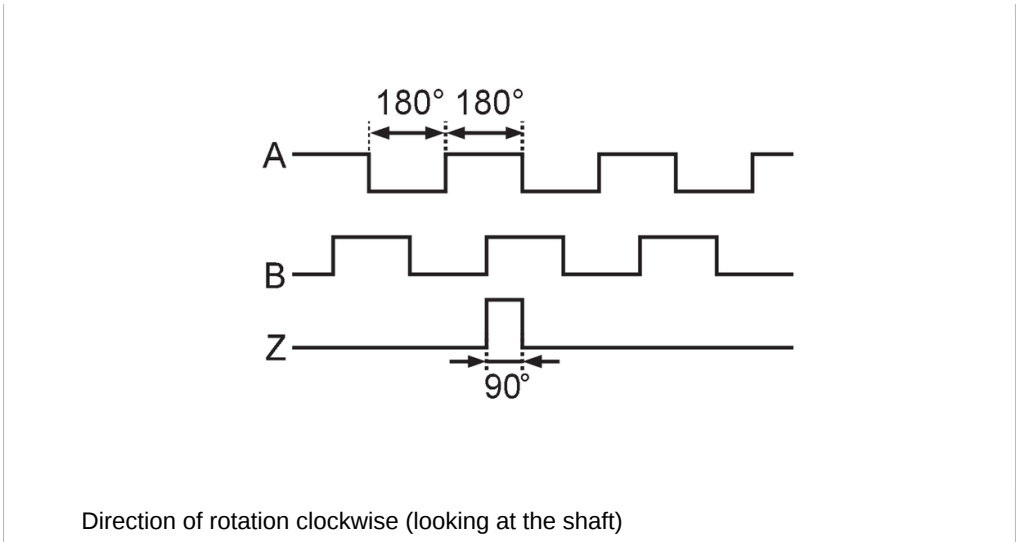 180° 180°
A
B
Z
90°
Direction of rotation clockwise (looking at the shaft)